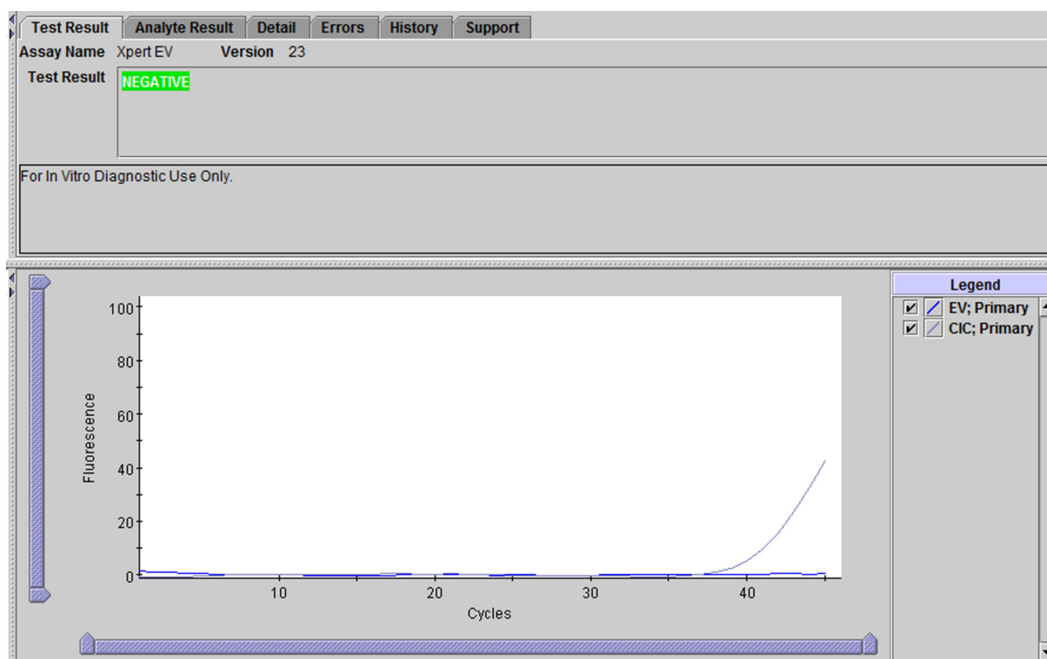 Test Result Analyte Result Detail Errors History Support
Assay Name Xpert EV Version 23
Test Result NEGATIVE
For In Vitro Diagnostic Use Only.
Legend
EV; Primary
CIC; Primary
100
80
60
40
20
0
Fluorescence
10 20 30 40
Cycles